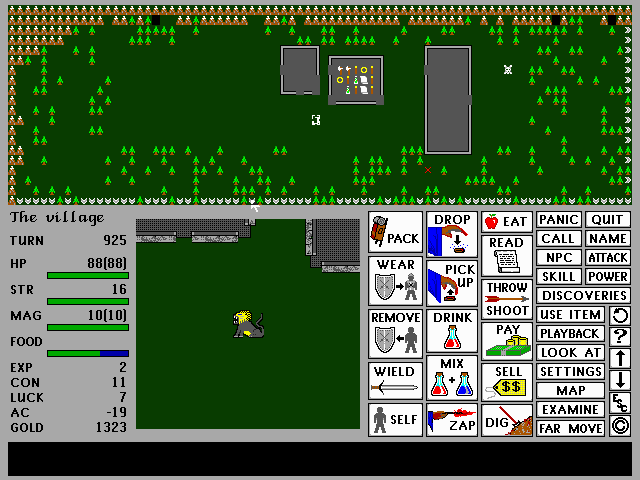 The village
TURN 925
HP 88(88)
STR 16
MAG 10(10)
FOOD
EXP 2
CON 11
LUCK 7
AC -19
GOLD 1323
PACK
DROP
EAT
PANIC
QUIT
CALL
NAME
READ
NPC
ATTACK
WEAR
PICK UP
SKILL
POWER
THROW
SHOOT
DISCOVERIES
REMOVE
DRINK
USE ITEM
PAY
PLAYBACK
?
LOOK AT
WIELD
MIX
SELL
$$
SETTINGS
MAP
ESC
SELF
ZAP
DIG
EXAMINE
FAR MOVE
©